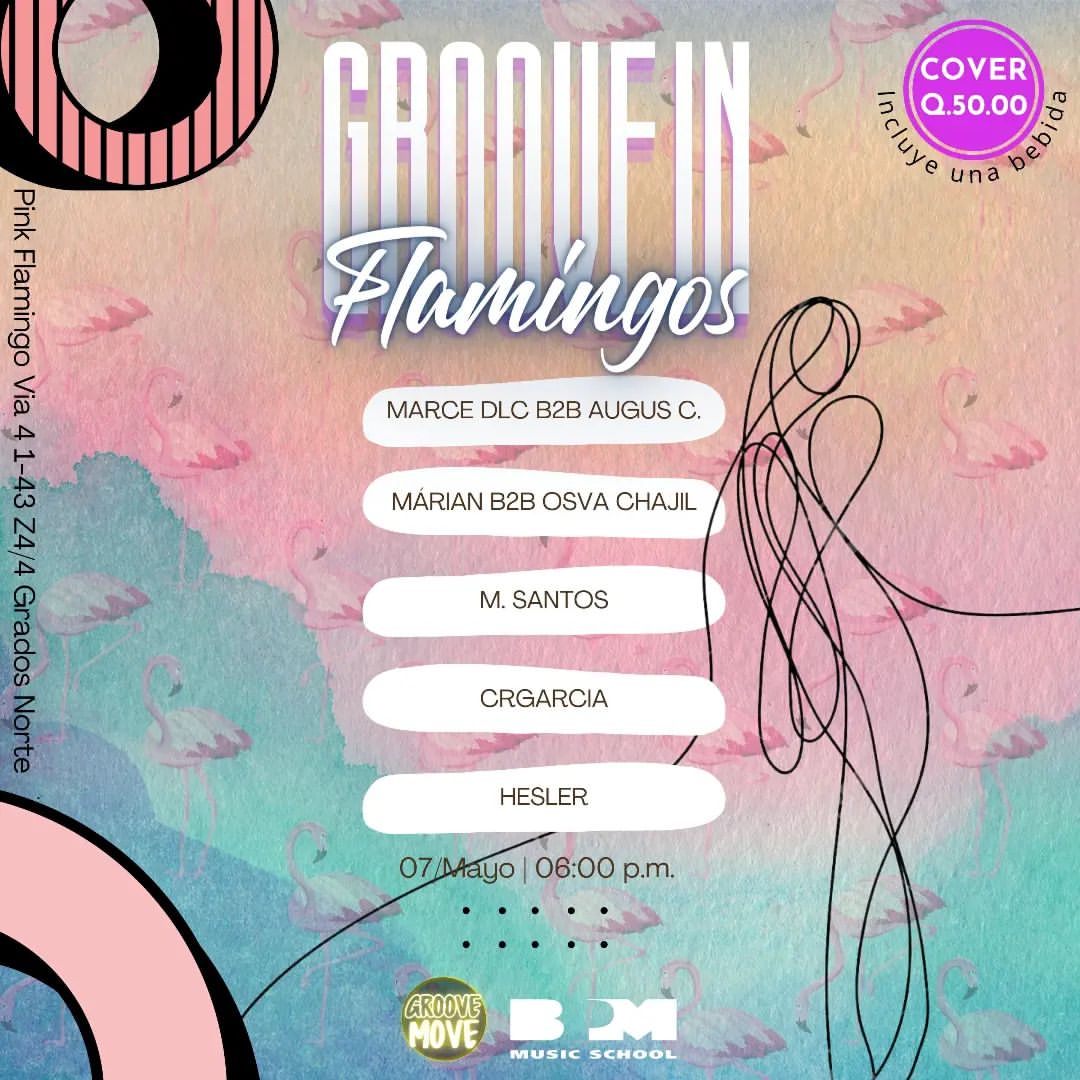 GROOVE IN
Flamingos
COVER
Q.50.00
Incluye una bebida
Pink Flamingo Via 4 1-43 Z4/4 Grados Norte
MARCE DLC B2B AUGUS C.
MÁRIAN B2B OSVA CHAJIL
M. SANTOS
CRGARCIA
HESLER
07/Mayo | 06:00 p.m.
GROOVE
MOVE
BPM
MUSIC SCHOOL